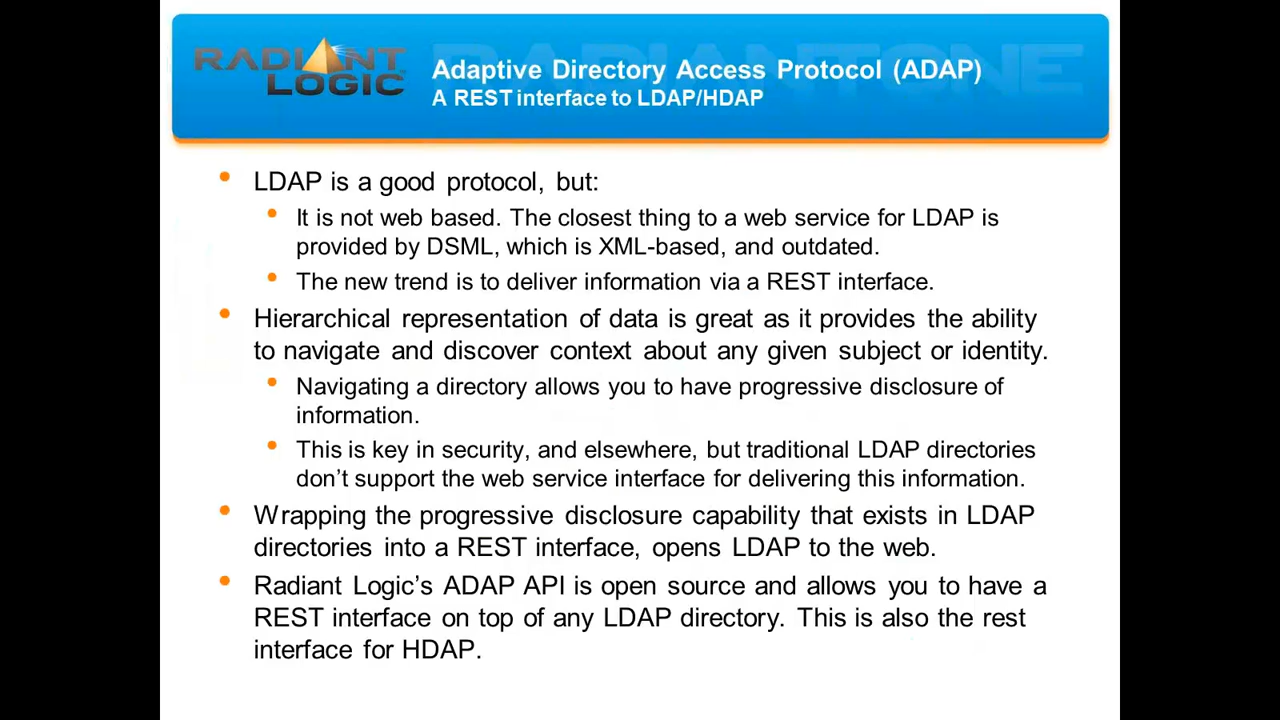 RADIANT
LOGIC
RADIANTONE
Adaptive Directory Access Protocol (ADAP)
A REST interface to LDAP/HDAP
• LDAP is a good protocol, but:
• It is not web based. The closest thing to a web service for LDAP is
provided by DSML, which is XML-based, and outdated.
• The new trend is to deliver information via a REST interface.
• Hierarchical representation of data is great as it provides the ability
to navigate and discover context about any given subject or identity.
• Navigating a directory allows you to have progressive disclosure of
information.
• This is key in security, and elsewhere, but traditional LDAP directories
don’t support the web service interface for delivering this information.
• Wrapping the progressive disclosure capability that exists in LDAP
directories into a REST interface, opens LDAP to the web.
• Radiant Logic’s ADAP API is open source and allows you to have a
REST interface on top of any LDAP directory. This is also the rest
interface for HDAP.